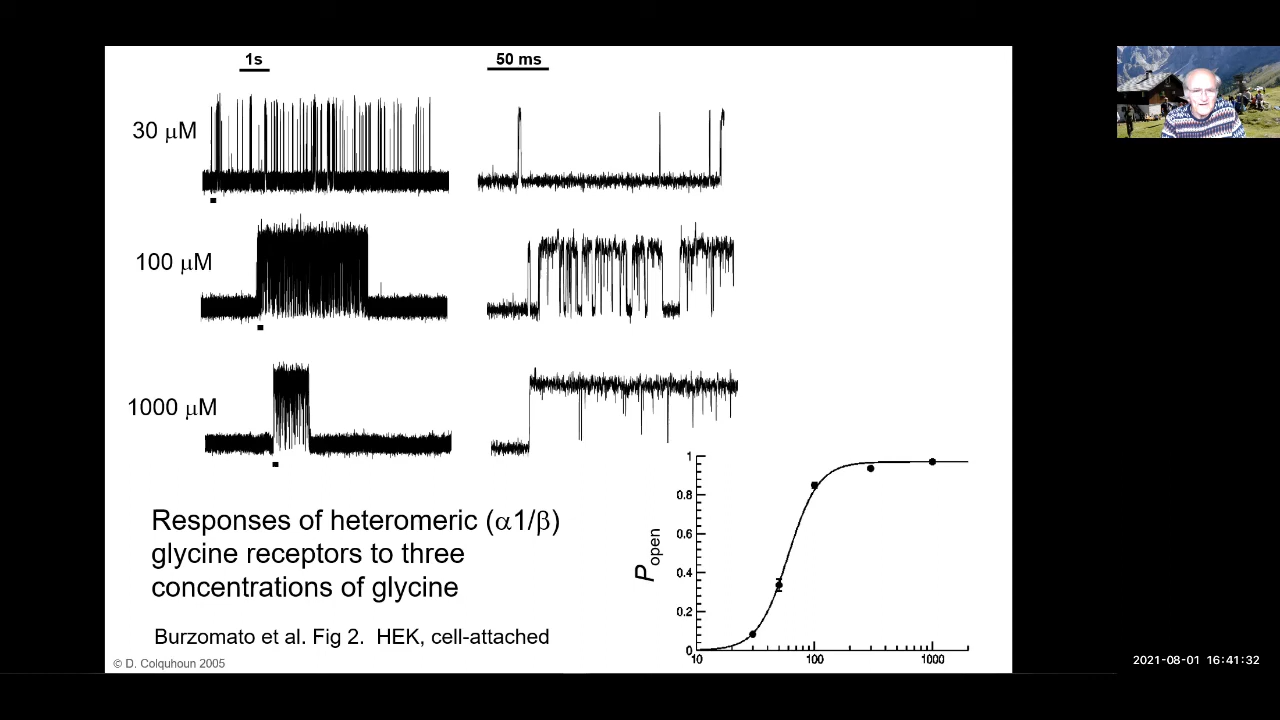 1s
50 ms
30 μM
100 μM
1000 μM
1
0.8
0.6
0.4
0.2
0
Popen
10
100
1000
Responses of heteromeric (α1/β)
glycine receptors to three
concentrations of glycine
Burzomato et al. Fig 2. HEK, cell-attached
© D. Colquhoun 2005
2021-08-01 16:41:32